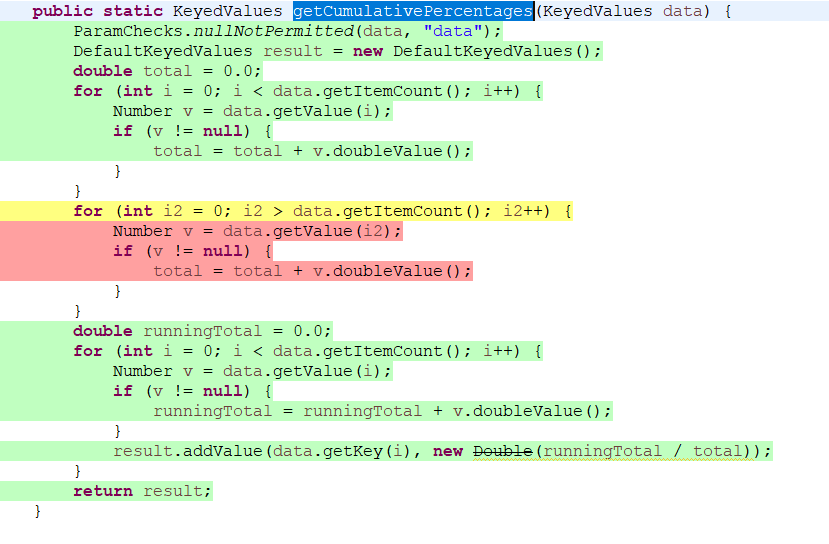 public static KeyedValues getCumulativePercentages(KeyedValues data) {
ParamChecks.nullNotPermitted(data, "data");
DefaultKeyedValues result = new DefaultKeyedValues();
double total = 0.0;
for (int i = 0; i < data.getItemCount(); i++) {
Number v = data.getValue(i);
if (v != null) {
total = total + v.doubleValue();
}
}
for (int i2 = 0; i2 > data.getItemCount(); i2++) {
Number v = data.getValue(i2);
if (v != null) {
total = total + v.doubleValue();
}
}
double runningTotal = 0.0;
for (int i = 0; i < data.getItemCount(); i++) {
Number v = data.getValue(i);
if (v != null) {
runningTotal = runningTotal + v.doubleValue();
}
result.addValue(data.getKey(i), new Double(runningTotal / total));
}
return result;
}